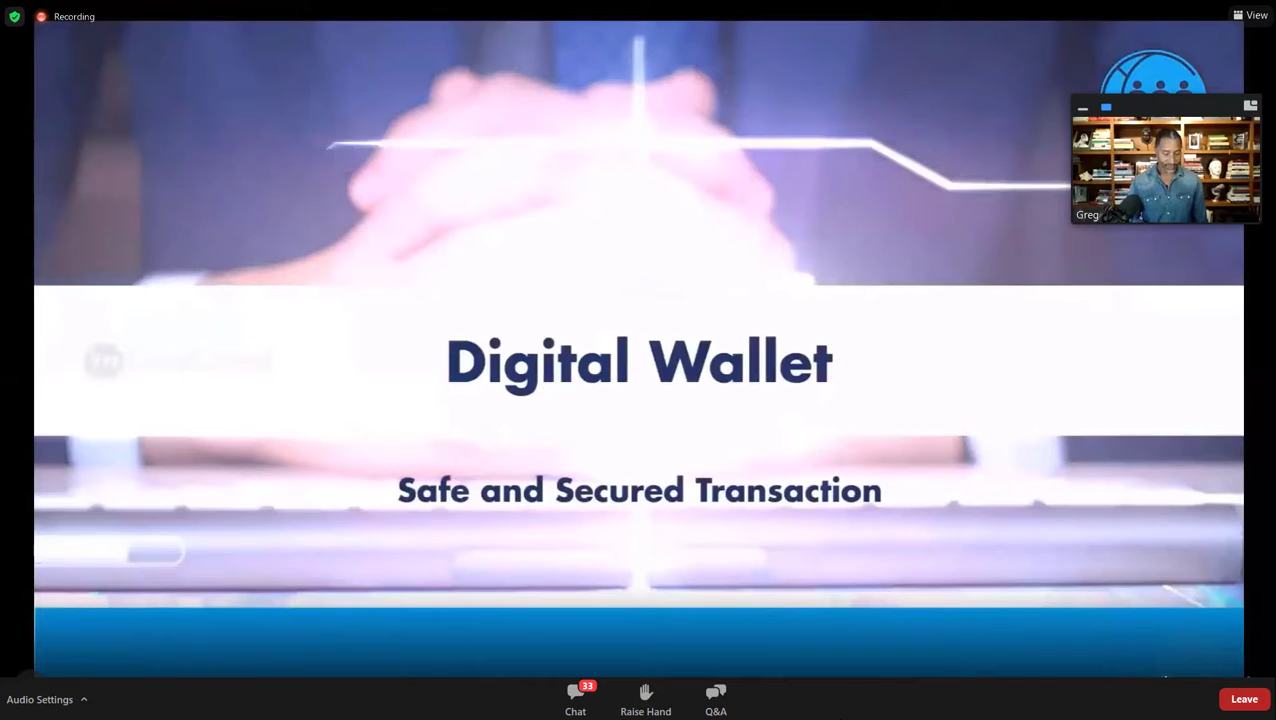 Recording
View
Greg
Digital Wallet
Safe and Secured Transaction
Audio Settings
33
Chat
Raise Hand
Q&A
Leave